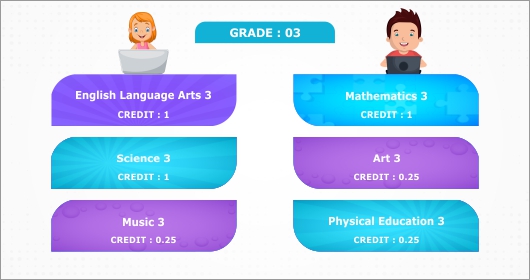 GRADE : 03
English Language Arts 3
CREDIT : 1
Mathematics 3
CREDIT : 1
Science 3
CREDIT : 1
Art 3
CREDIT : 0.25
Music 3
CREDIT : 0.25
Physical Education 3
CREDIT : 0.25